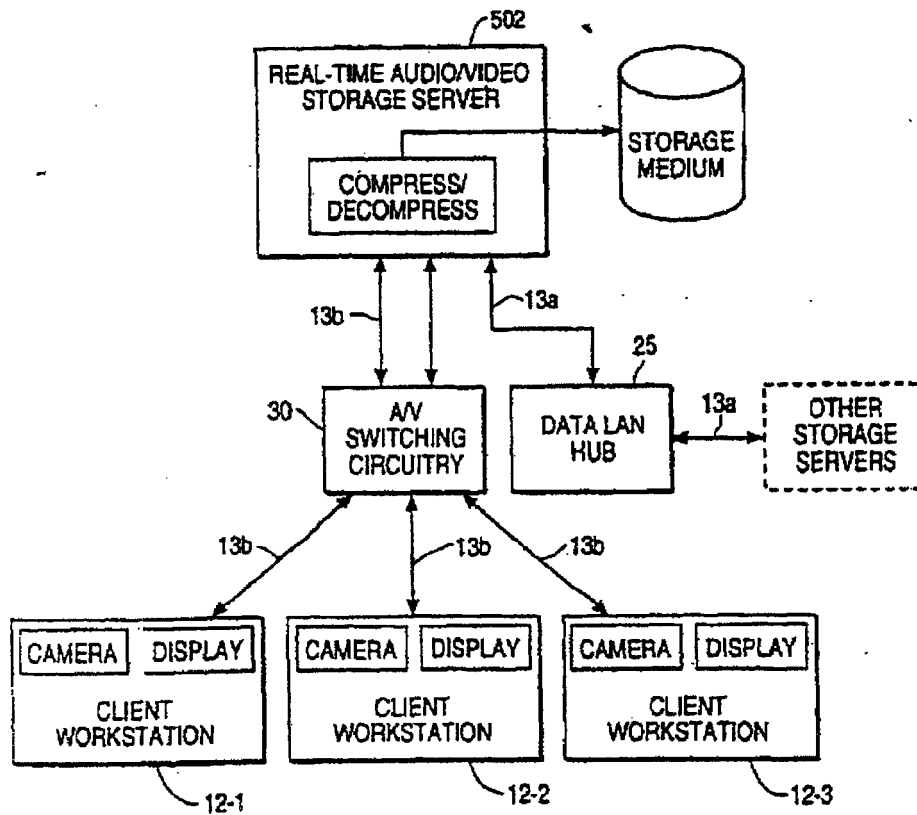 502
REAL-TIME AUDIO/VIDEO
STORAGE SERVER
COMPRESS/
DECOMPRESS
STORAGE
MEDIUM
13b
13a
25
30
A/V
SWITCHING
CIRCUITRY
DATA LAN
HUB
13a
OTHER
STORAGE
SERVERS
13b
13b
13b
CAMERA
DISPLAY
CLIENT
WORKSTATION
CAMERA
DISPLAY
CLIENT
WORKSTATION
CAMERA
DISPLAY
CLIENT
WORKSTATION
12-1
12-2
12-3